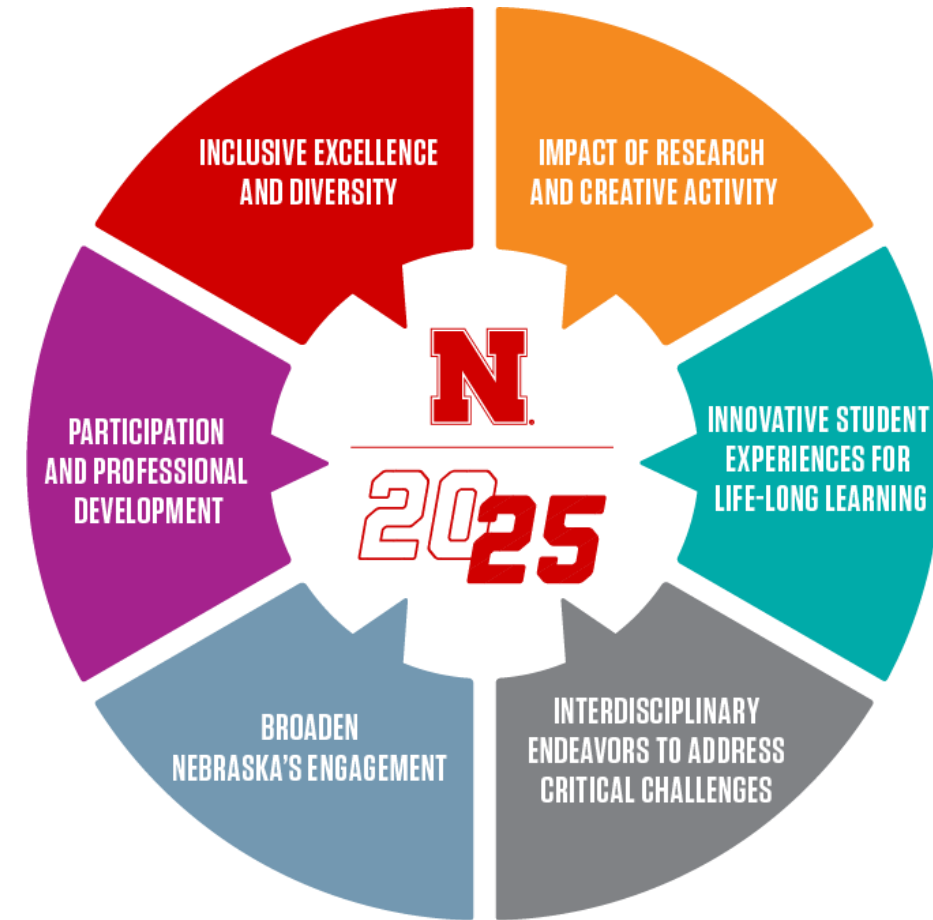 INCLUSIVE EXCELLENCE
AND DIVERSITY
IMPACT OF RESEARCH
AND CREATIVE ACTIVITY
INNOVATIVE STUDENT
EXPERIENCES FOR
LIFE-LONG LEARNING
INTERDISCIPLINARY
ENDEAVORS TO ADDRESS
CRITICAL CHALLENGES
BROADEN
NEBRASKA'S ENGAGEMENT
PARTICIPATION
AND PROFESSIONAL
DEVELOPMENT
N.
2025